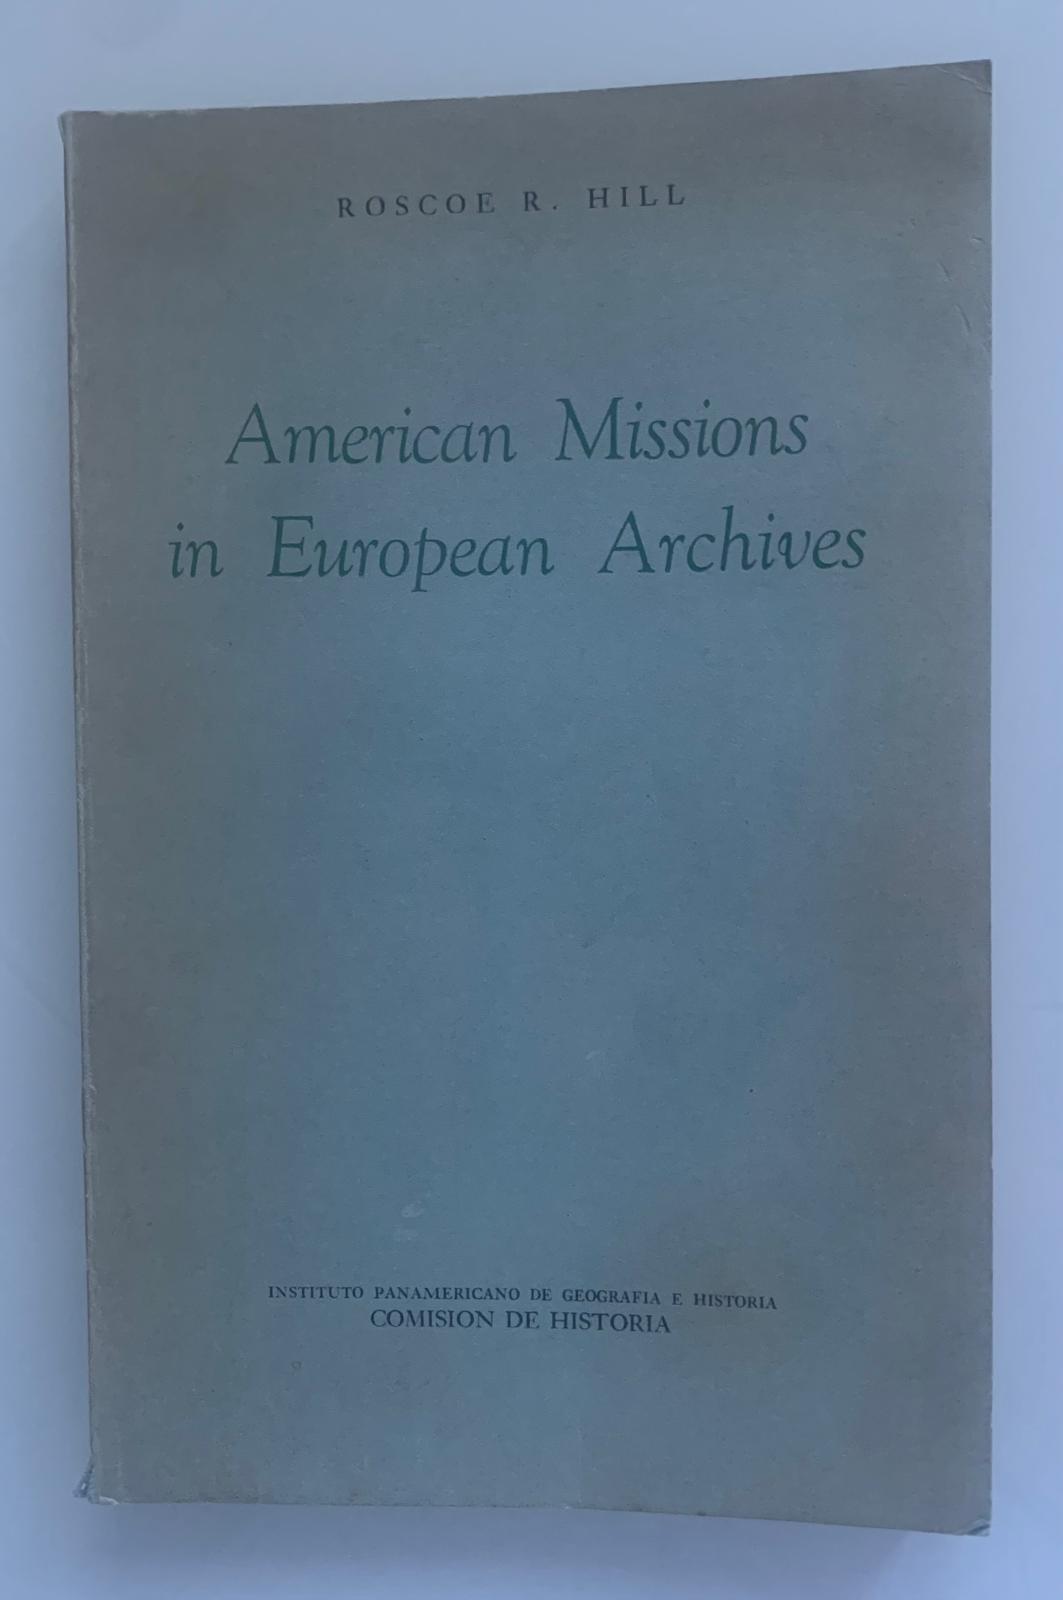 ROSCOE R. HILL
American Missions
in European Archives
INSTITUTO PANAMERICANO DE GEOGRAFIA E HISTORIA
COMISION DE HISTORIA